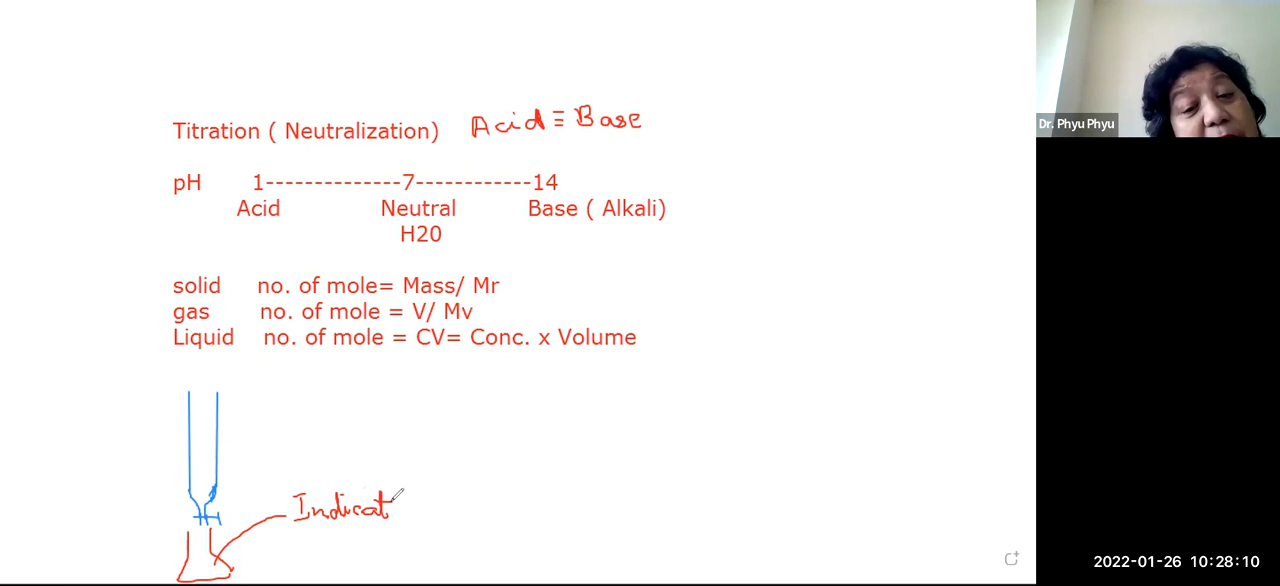 Titration ( Neutralization) Acid ≡ Base
pH 1--------------7------------14
Acid Neutral Base ( Alkali)
H20
solid no. of mole= Mass/ Mr
gas no. of mole = V/ Mv
Liquid no. of mole = CV= Conc. x Volume
Indicat
Dr. Phyu Phyu
2022-01-26 10:28:10